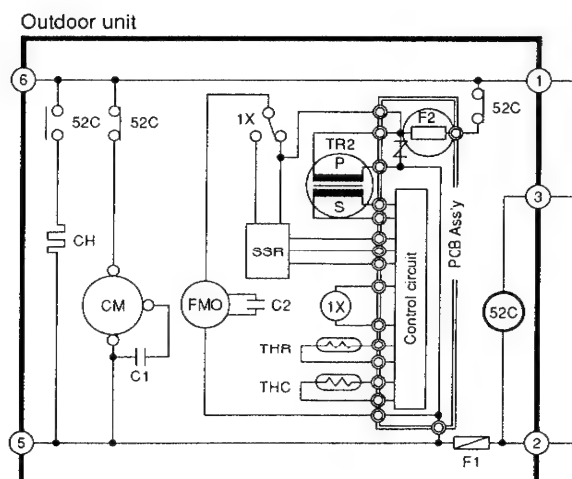 Outdoor unit
6
1
52C
52C
1X
F2
52C
TR2
P
S
3
PCB Ass'y
CH
SSR
Control circuit
CM
FMO
C2
1X
52C
THR
C1
THC
5
F1
2